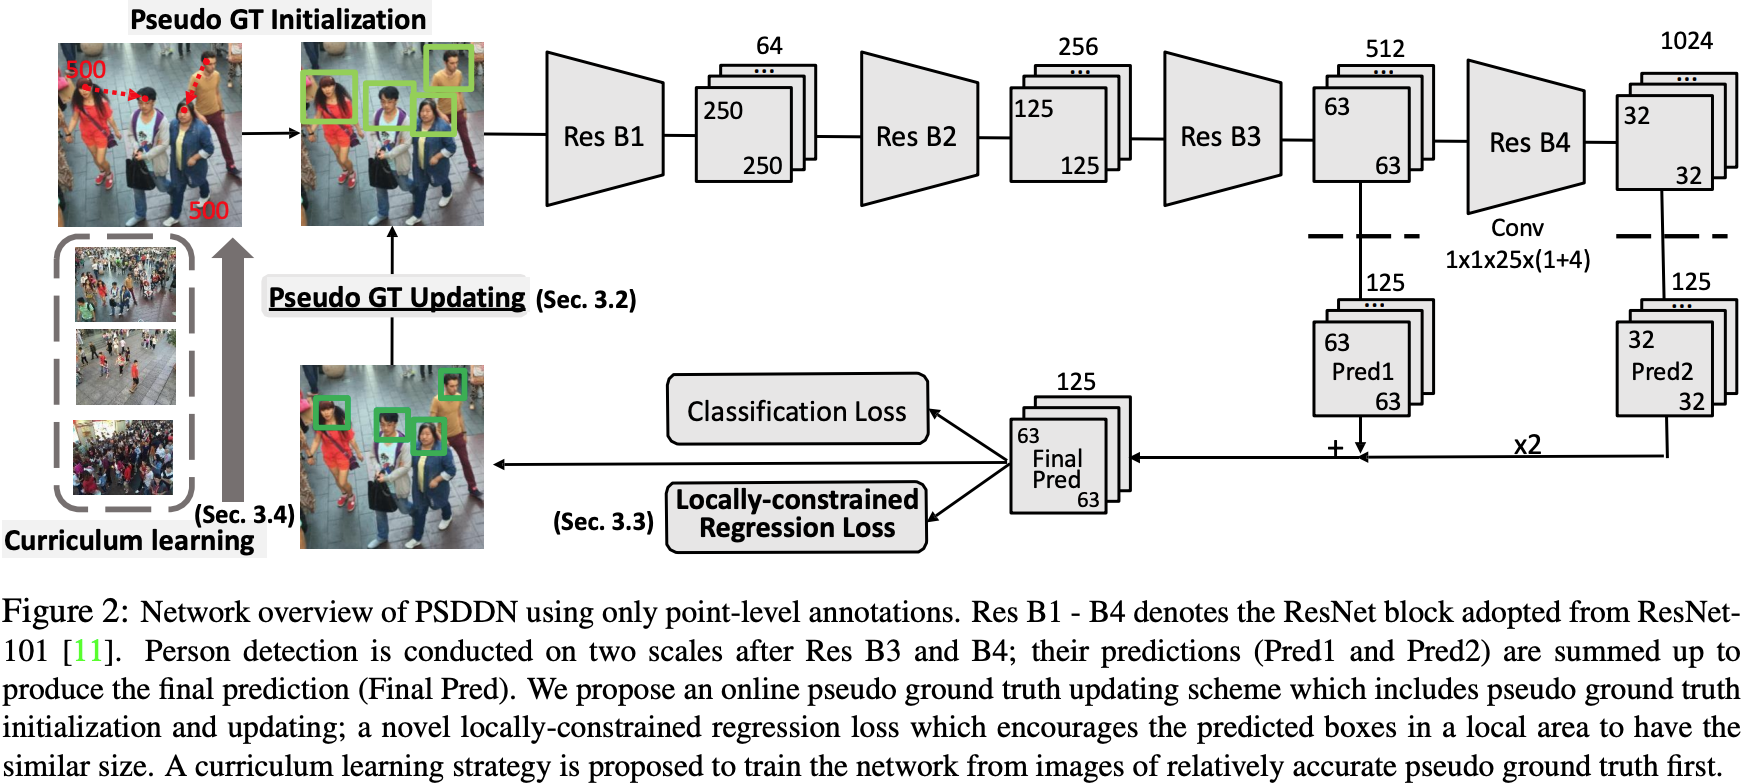 Pseudo GT Initialization
500
500
Res B1
64
...
250
250
Res B2
256
...
125
125
Res B3
512
...
63
63
Res B4
1024
...
32
32
Conv
1x1x25x(1+4)
125
...
63
Pred1
63
125
...
32
Pred2
32
+
x2
125
63
Final
Pred
63
Classification Loss
Locally-constrained
Regression Loss
(Sec. 3.3)
Pseudo GT Updating (Sec. 3.2)
(Sec. 3.4)
Curriculum learning
Figure 2: Network overview of PSDDN using only point-level annotations. Res B1 - B4 denotes the ResNet block adopted from ResNet-
101 [11]. Person detection is conducted on two scales after Res B3 and B4; their predictions (Pred1 and Pred2) are summed up to
produce the final prediction (Final Pred). We propose an online pseudo ground truth updating scheme which includes pseudo ground truth
initialization and updating; a novel locally-constrained regression loss which encourages the predicted boxes in a local area to have the
similar size. A curriculum learning strategy is proposed to train the network from images of relatively accurate pseudo ground truth first.